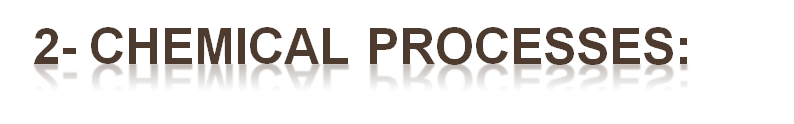 2- CHEMICAL PROCESSES: